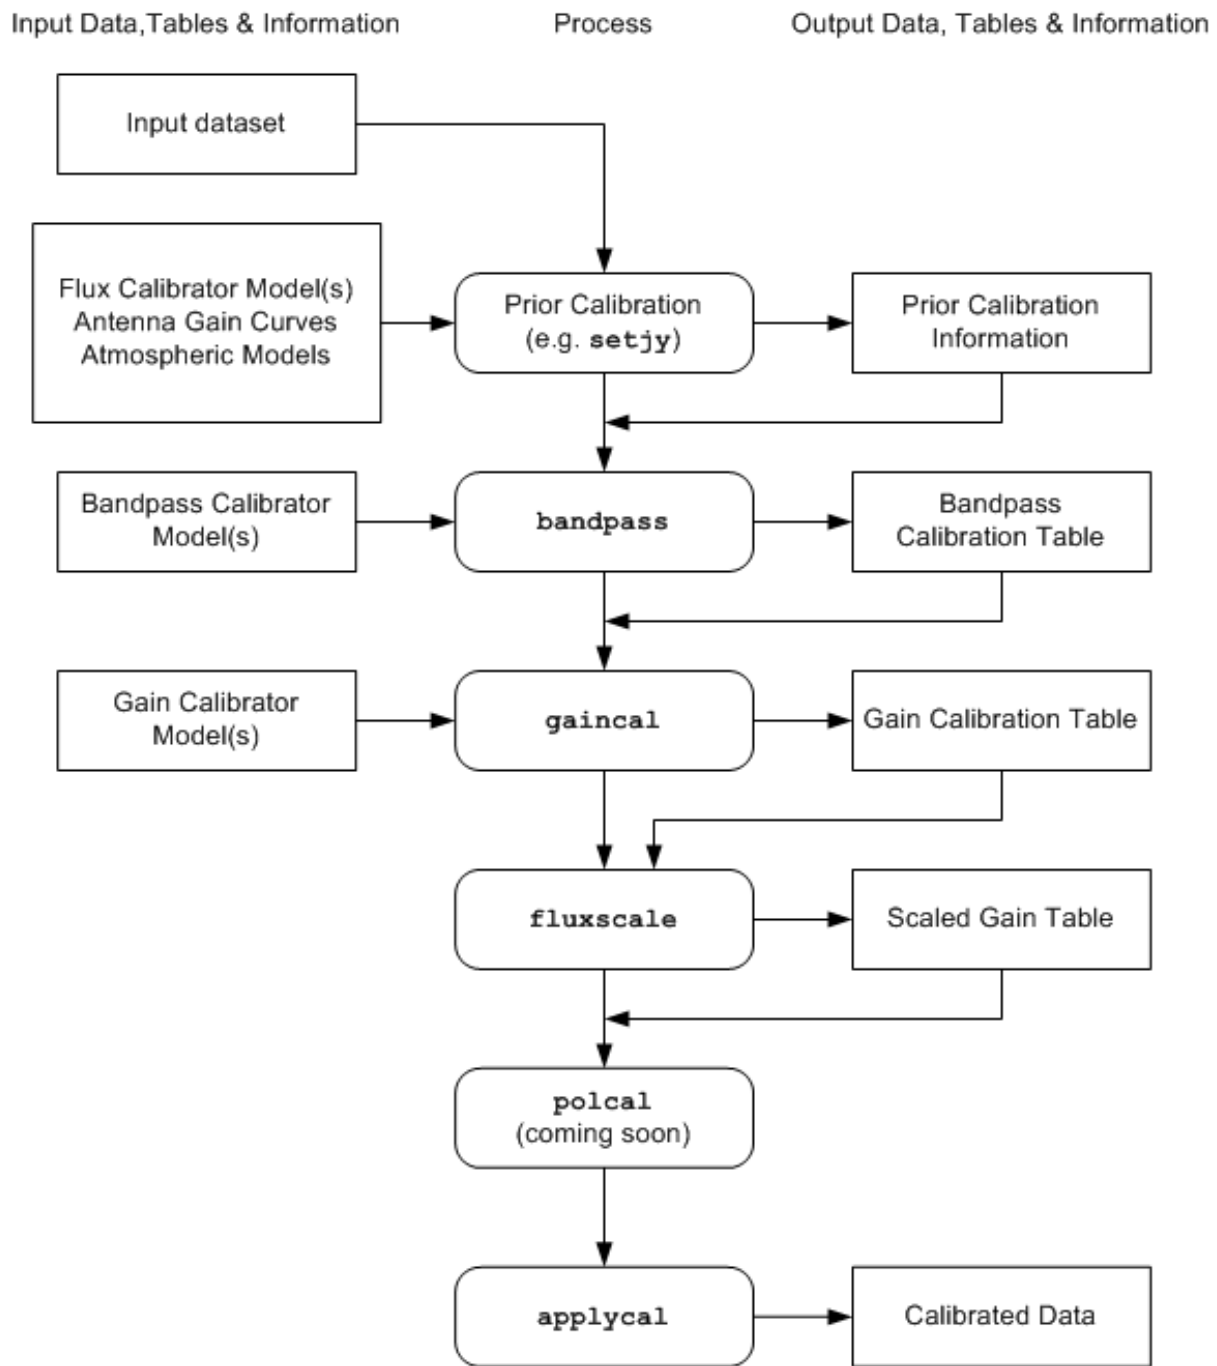 Input Data,Tables & Information
Process
Output Data, Tables & Information
Input dataset
Flux Calibrator Model(s)
Antenna Gain Curves
Atmospheric Models
Prior Calibration
(e.g. setjy)
Prior Calibration
Information
Bandpass Calibrator
Model(s)
bandpass
Bandpass
Calibration Table
Gain Calibrator
Model(s)
gaincal
Gain Calibration Table
fluxscale
Scaled Gain Table
polcal
(coming soon)
applycal
Calibrated Data